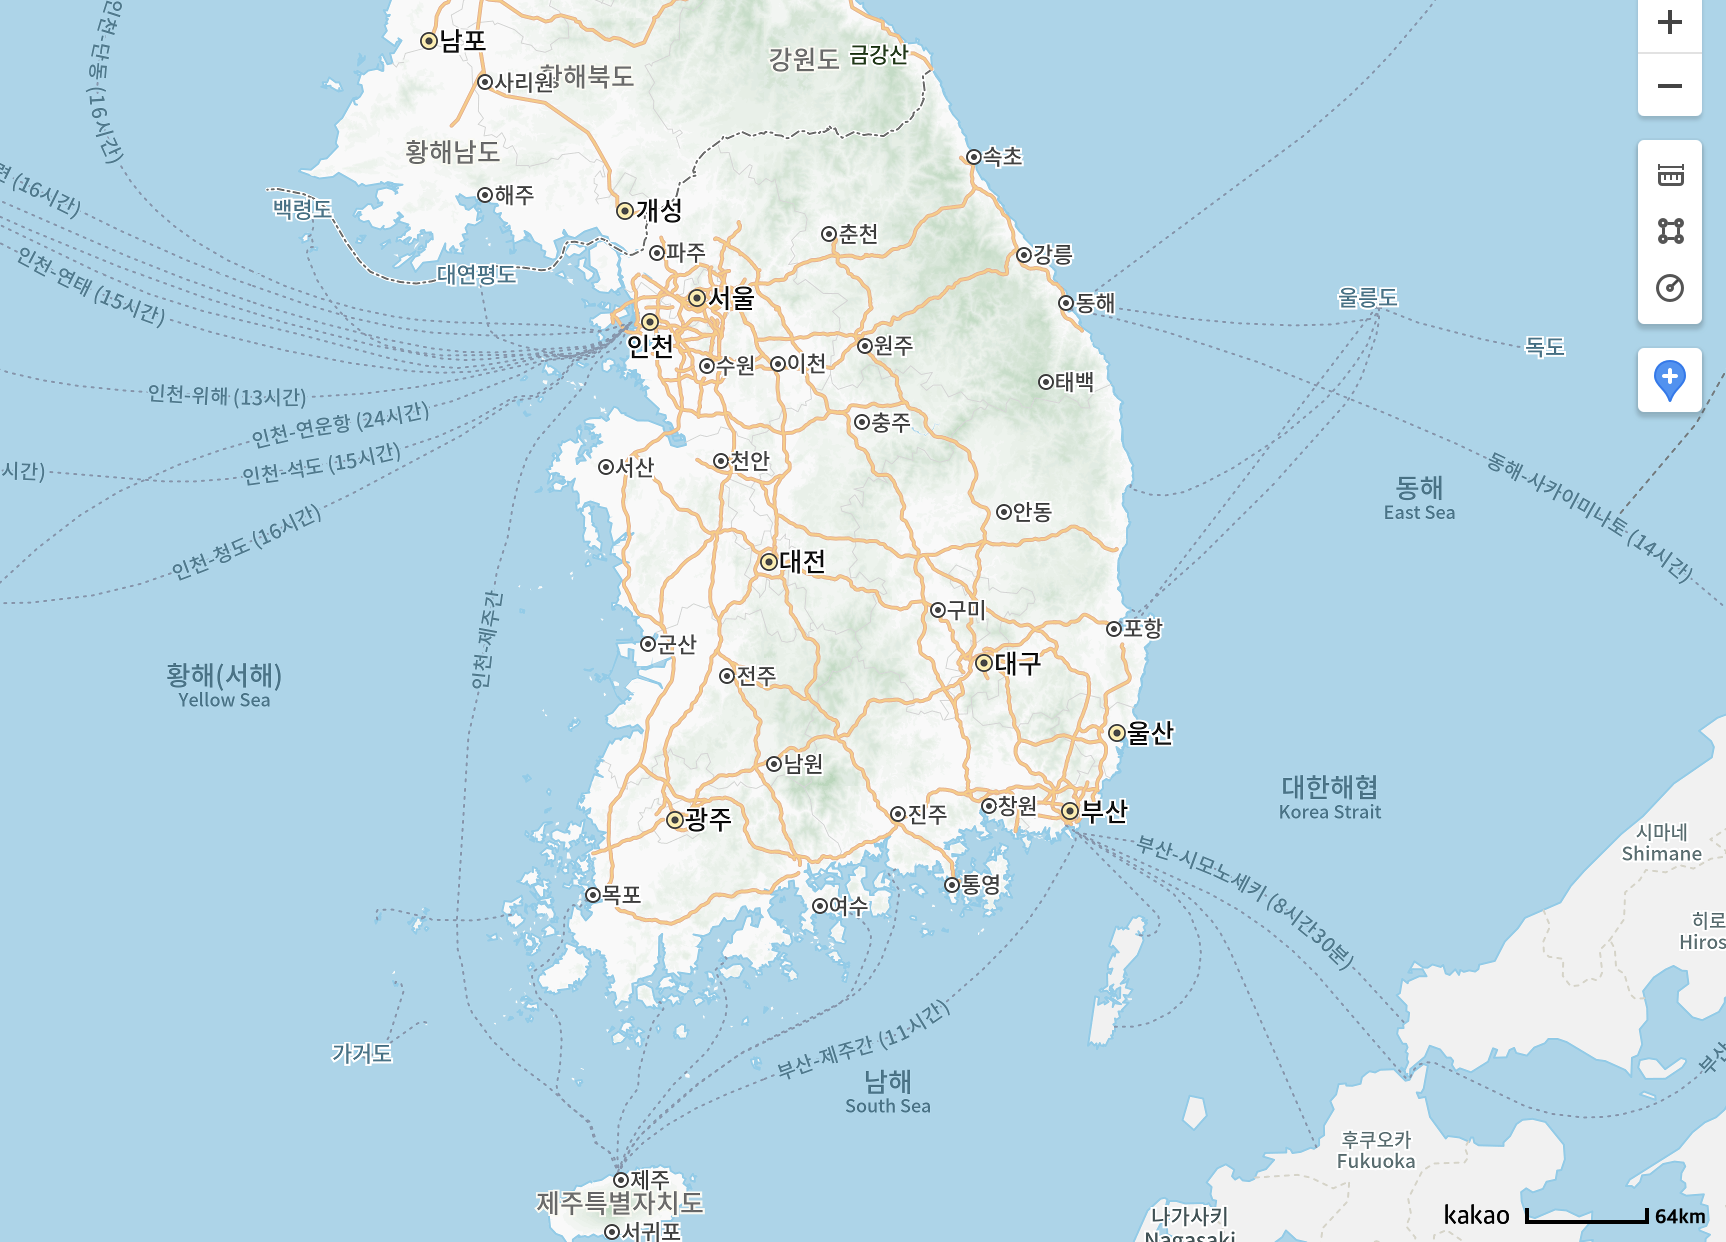 남포
강원도
금강산
사리원
황해북도
인천-단동 (16시간)
황해남도
속초
(16시간)
해주
개성
백령도
춘천
파주
강릉
대연평도
인천-연태 (15시간)
서울
울릉도
동해
인천
원주
독도
수원
이천
태백
인천-위해 (13시간)
인천-연운항 (24시간)
충주
시간)
인천-석도 (15시간)
서산
천안
동해-사카이미나토 (14시간)
동해
East Sea
인천-청도 (16시간)
안동
대전
인천-제주간
구미
포항
군산
대구
황해(서해)
Yellow Sea
전주
울산
남원
대한해협
Korea Strait
광주
진주
창원
부산
부산-시모노세키 (8시간30분)
시마네
Shimane
목포
여수
통영
히로
Hiros
가거도
부산-제주간 (11시간)
남해
South Sea
부산
후쿠오카
Fukuoka
제주
제주특별자치도
서귀포
나가사키
Nagasaki
kakao
64km